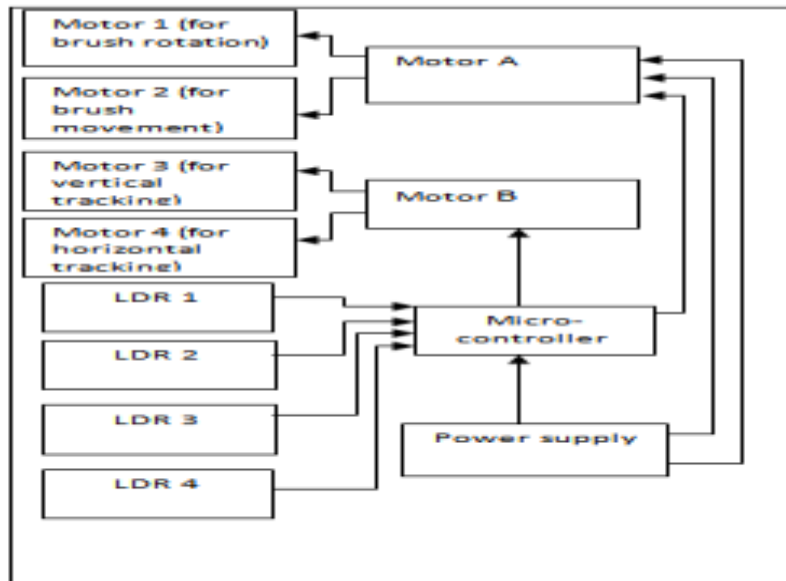 Motor 1 (for
brush rotation)
Motor A
Motor 2 (for
brush
movement)
Motor 3 (for
vertical
tracking)
Motor B
Motor 4 (for
horizontal
tracking)
LDR 1
Micro-
controller
LDR 2
LDR 3
Power supply
LDR 4